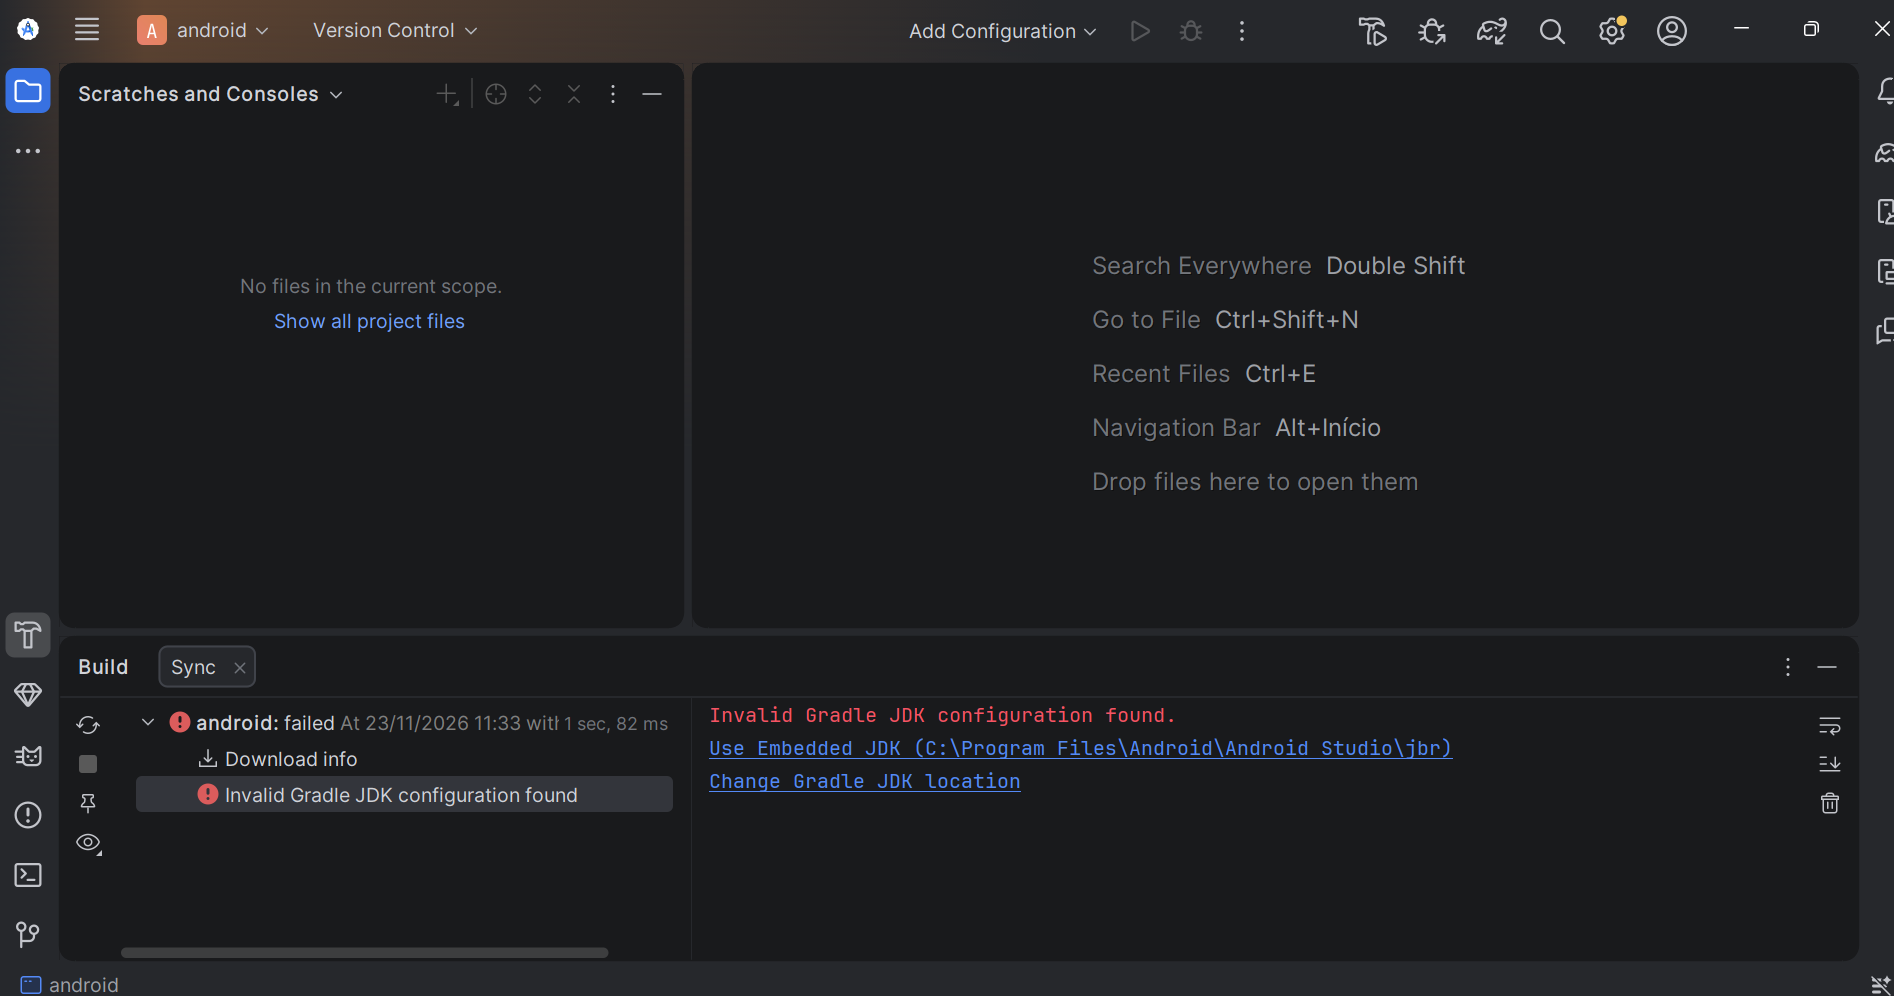 A android Version Control Add Configuration
Scratches and Consoles
No files in the current scope.
Show all project files
Search Everywhere Double Shift
Go to File Ctrl+Shift+N
Recent Files Ctrl+E
Navigation Bar Alt+Início
Drop files here to open them
Build Sync
android: failed At 23/11/2026 11:33 with 1 sec, 82 ms
Download info
Invalid Gradle JDK configuration found
Invalid Gradle JDK configuration found.
Use Embedded JDK (C:\Program Files\Android\Android Studio\jbr)
Change Gradle JDK location
android